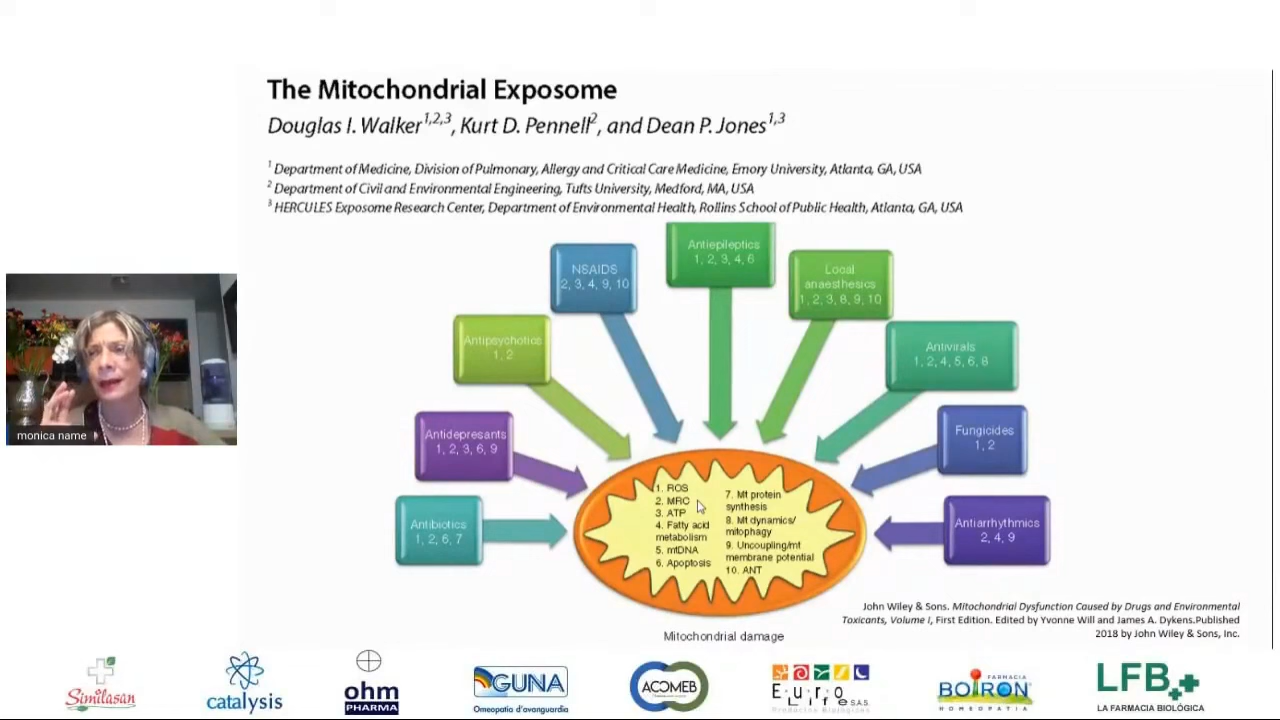 The Mitochondrial Exposome
Douglas I. Walker1,2,3, Kurt D. Pennell2, and Dean P. Jones1,3
1 Department of Medicine, Division of Pulmonary, Allergy and Critical Care Medicine, Emory University, Atlanta, GA, USA
2 Department of Civil and Environmental Engineering, Tufts University, Medford, MA, USA
3 HERCULES Exposome Research Center, Department of Environmental Health, Rollins School of Public Health, Atlanta, GA, USA
Antibiotics
1, 2, 6, 7
Antidepresants
1, 2, 3, 6, 9
Antipsychotics
1, 2
NSAIDS
2, 3, 4, 9, 10
Antiepileptics
1, 2, 3, 4, 6
Local
anaesthesics
1, 2, 3, 8, 9, 10
Antivirals
1, 2, 4, 5, 6, 8
Fungicides
1, 2
Antiarrhythmics
2, 4, 9
1. ROS
2. MRC
3. ATP
4. Fatty acid
metabolism
5. mtDNA
6. Apoptosis
7. Mt protein
synthesis
8. Mt dynamics/
mitophagy
9. Uncoupling/mt
membrane potential
10. ANT
Mitochondrial damage
monica name
John Wiley & Sons. Mitochondrial Dysfunction Caused by Drugs and Environmental
Toxicants, Volume I, First Edition. Edited by Yvonne Will and James A. Dykens.Published
2018 by John Wiley & Sons, Inc.
Similasan
catalysis
ohm
PHARMA
GUNA
Omeopatia d'avanguardia
ACOMEB
Euro
Life S.A.S.
Productos Biológicos
FARMACIA
BOIRON
HOMEOPATIA
LFB
LA FARMACIA BIOLÓGICA